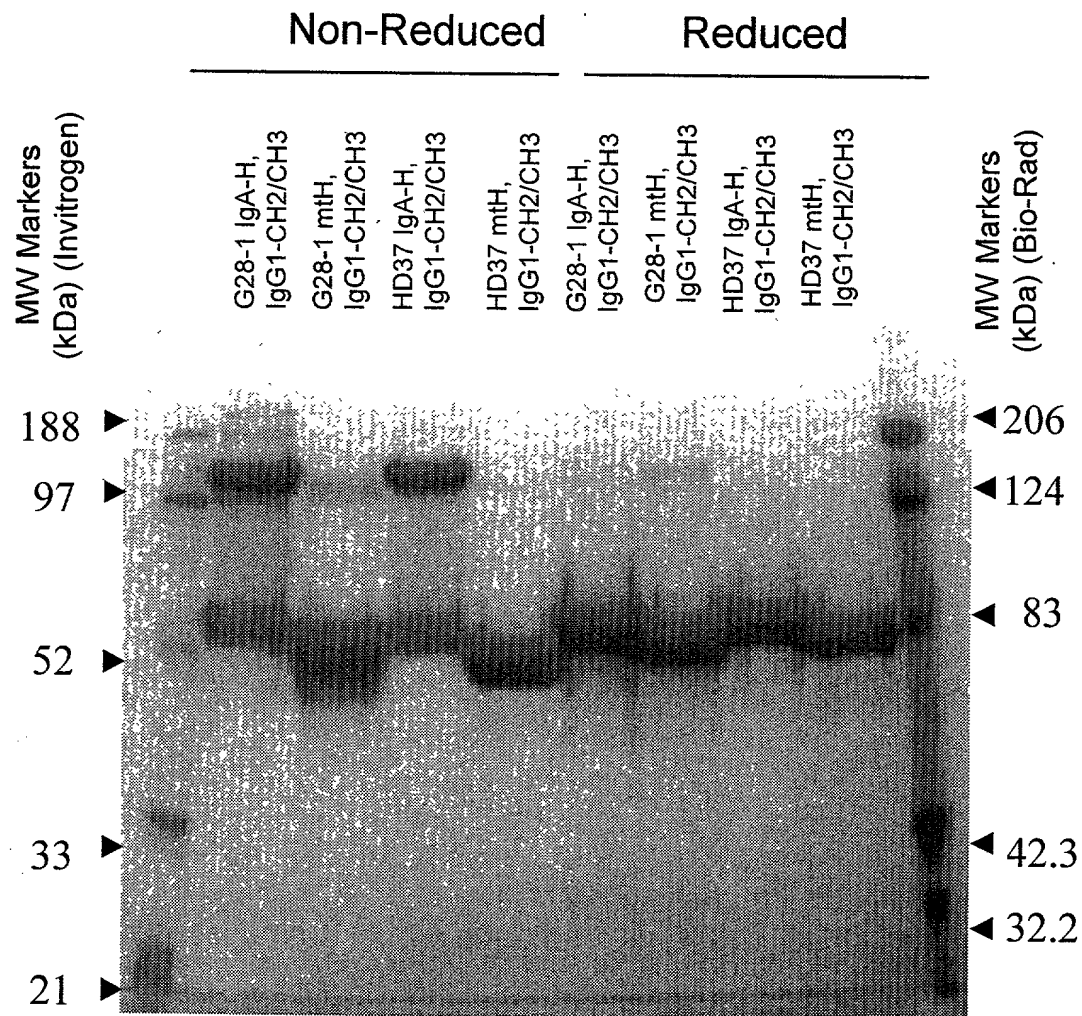 Non-Reduced
Reduced
MW Markers
(kDa) (Invitrogen)
G28-1 IgA-H,
IgG1-CH2/CH3
G28-1 mtH,
IgG1-CH2/CH3
HD37 IgA-H,
IgG1-CH2/CH3
HD37 mtH,
IgG1-CH2/CH3
G28-1 IgA-H,
IgG1-CH2/CH3
G28-1 mtH,
IgG1-CH2/CH3
HD37 IgA-H,
IgG1-CH2/CH3
HD37 mtH,
IgG1-CH2/CH3
MW Markers
(kDa) (Bio-Rad)
188
97
52
33
21
206
124
83
42.3
32.2